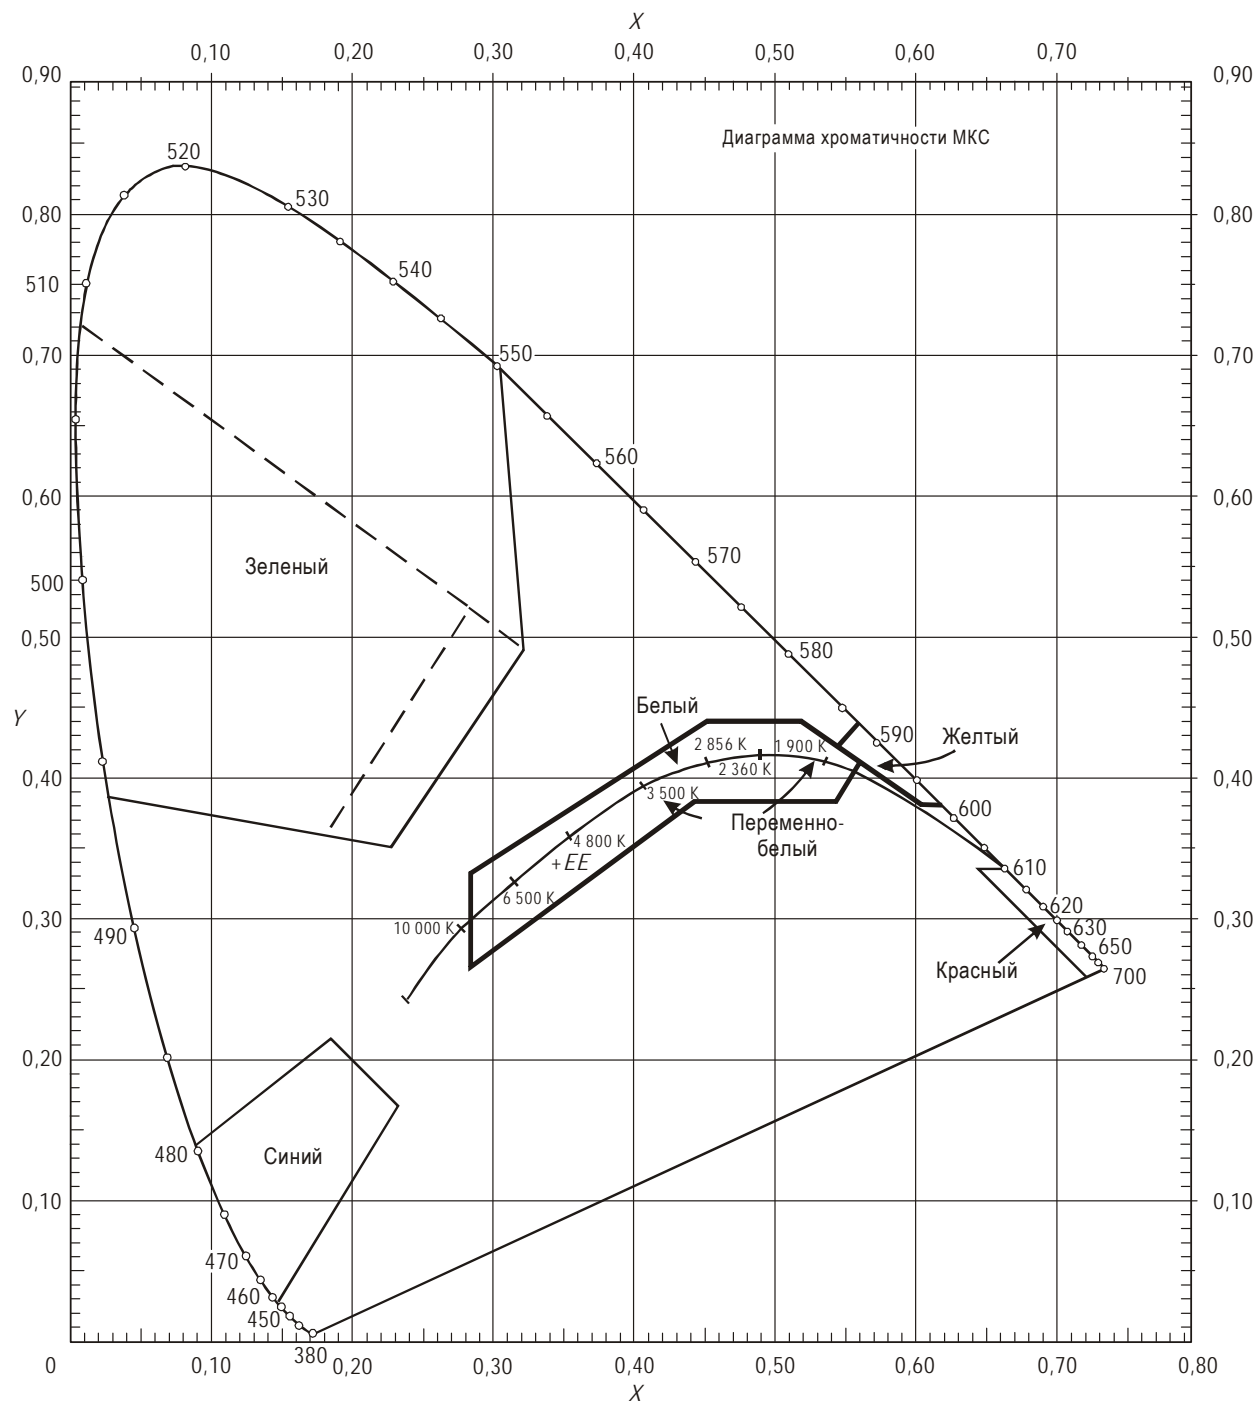 X
0,10 0,20 0,30 0,40 0,50 0,60 0,70
0,90 0,90
Диаграмма хроматичности МКС
520
530
0,80 0,80
540
510
550
0,70 0,70
560
0,60 0,60
570
Зеленый
500
0,50 0,50
580
Белый
Y
590
Желтый
2 856 K 1 900 K
2 360 K
0,40 0,40
3 500 K
600
Переменно-
белый
4 800 K
+EE
610
6 500 K
620
0,30 0,30
10 000 K
630
490
650
Красный
700
0,20 0,20
480
Синий
0,10 0,10
470
460
450
380
0 0,10 0,20 0,30 0,40 0,50 0,60 0,70 0,80
X